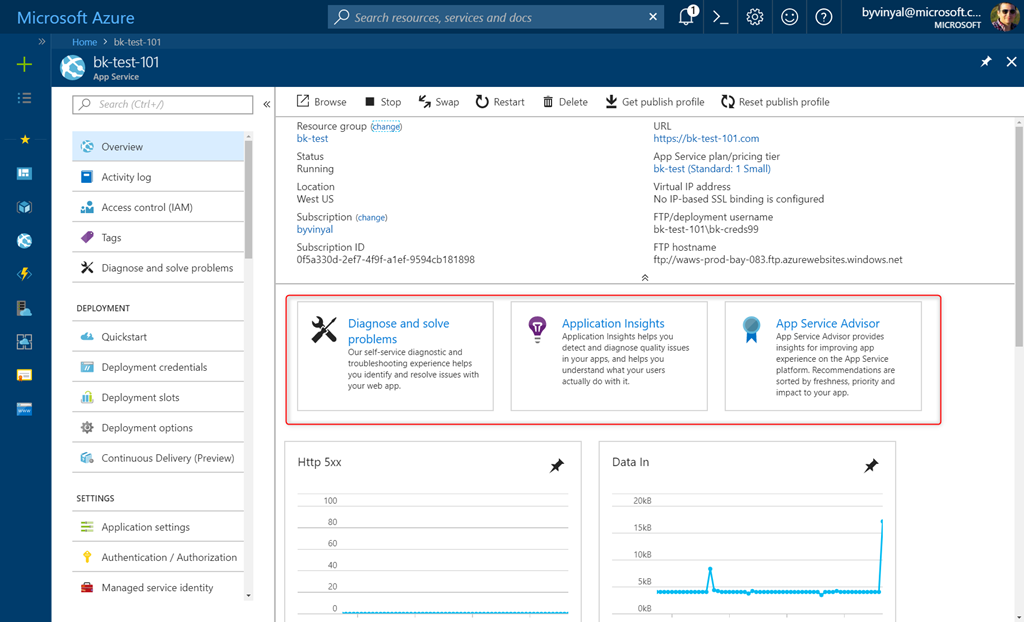 Microsoft Azure
Search resources, services and docs
1
byvinyal@microsoft.c...
MICROSOFT
Home > bk-test-101
bk-test-101
App Service
Search (Ctrl+/)
Overview
Activity log
Access control (IAM)
Tags
Diagnose and solve problems
DEPLOYMENT
Quickstart
Deployment credentials
Deployment slots
Deployment options
Continuous Delivery (Preview)
SETTINGS
Application settings
Authentication / Authorization
Managed service identity
Browse Stop Swap Restart Delete Get publish profile Reset publish profile
Resource group (change)
bk-test
Status
Running
Location
West US
Subscription (change)
byvinyal
Subscription ID
0f5a330d-2ef7-4f9f-a1ef-9594cb181898
URL
https://bk-test-101.com
App Service plan/pricing tier
bk-test (Standard: 1 Small)
Virtual IP address
No IP-based SSL binding is configured
FTP/deployment username
bk-test-101\bk-creds99
FTP hostname
ftp://waws-prod-bay-083.ftp.azurewebsites.windows.net
Diagnose and solve
problems
Our self-service diagnostic and
troubleshooting experience helps
you identify and resolve issues with
your web app.
Application Insights
Application Insights helps you
detect and diagnose quality issues
in your apps, and helps you
understand what your users
actually do with it.
App Service Advisor
App Service Advisor provides
insights for improving app
experience on the App Service
platform. Recommendations are
sorted by freshness, priority and
impact to your app.
Http 5xx
100
80
60
40
20
0
Data In
20kB
15kB
10kB
5kB
0kB